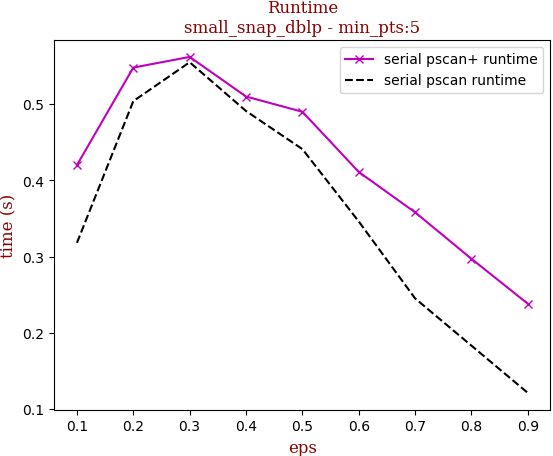 Runtime
small_snap_dblp - min_pts:5
serial pscan+ runtime
serial pscan runtime
time (s)
0.5
0.4
0.3
0.2
0.1
0.1 0.2 0.3 0.4 0.5 0.6 0.7 0.8 0.9
eps